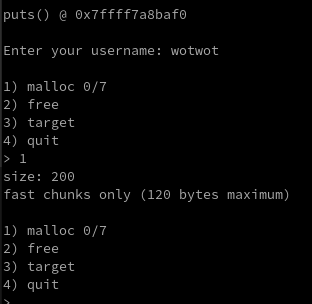 puts() @ 0x7ffff7a8baf0
Enter your username: wotwot
1) malloc 0/7
2) free
3) target
4) quit
> 1
size: 200
fast chunks only (120 bytes maximum)
1) malloc 0/7
2) free
3) target
4) quit
>